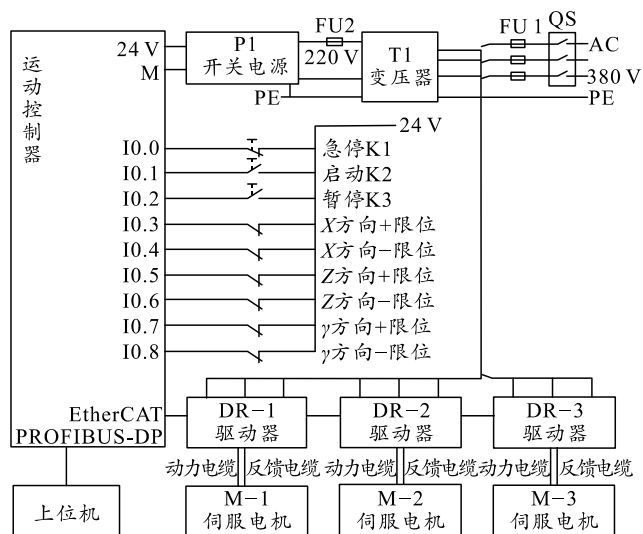 QS
FU2
FU 1
P1
开关电源
24 V
M
220 V
T1
变压器
AC
380 V
PE
PE
运动控制器
24 V
I0.0
急停K1
I0.1
启动K2
I0.2
暂停K3
I0.3
X方向+限位
I0.4
X方向−限位
I0.5
Z方向+限位
I0.6
Z方向−限位
I0.7
γ方向+限位
I0.8
γ方向−限位
EtherCAT
PROFIBUS-DP
DR−1
驱动器
DR−2
驱动器
DR−3
驱动器
动力电缆
反馈电缆
动力电缆
反馈电缆
动力电缆
反馈电缆
上位机
M−1
伺服电机
M−2
伺服电机
M−3
伺服电机